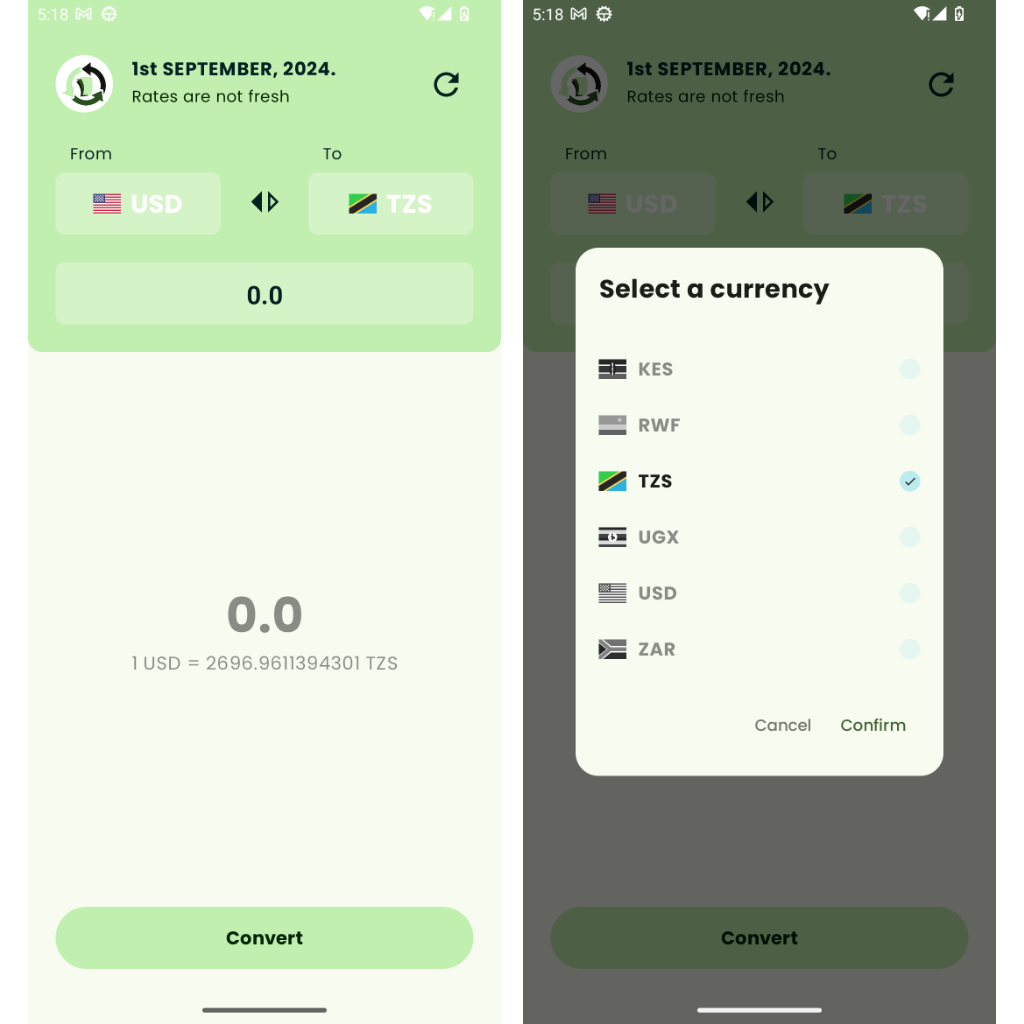 5:18
1st SEPTEMBER, 2024.
Rates are not fresh
From To
USD TZS
0.0
0.0
1 USD = 2696.9611394301 TZS
Convert
5:18
1st SEPTEMBER, 2024.
Rates are not fresh
From To
USD TZS
Select a currency
KES
RWF
TZS
UGX
USD
ZAR
Cancel Confirm
Convert